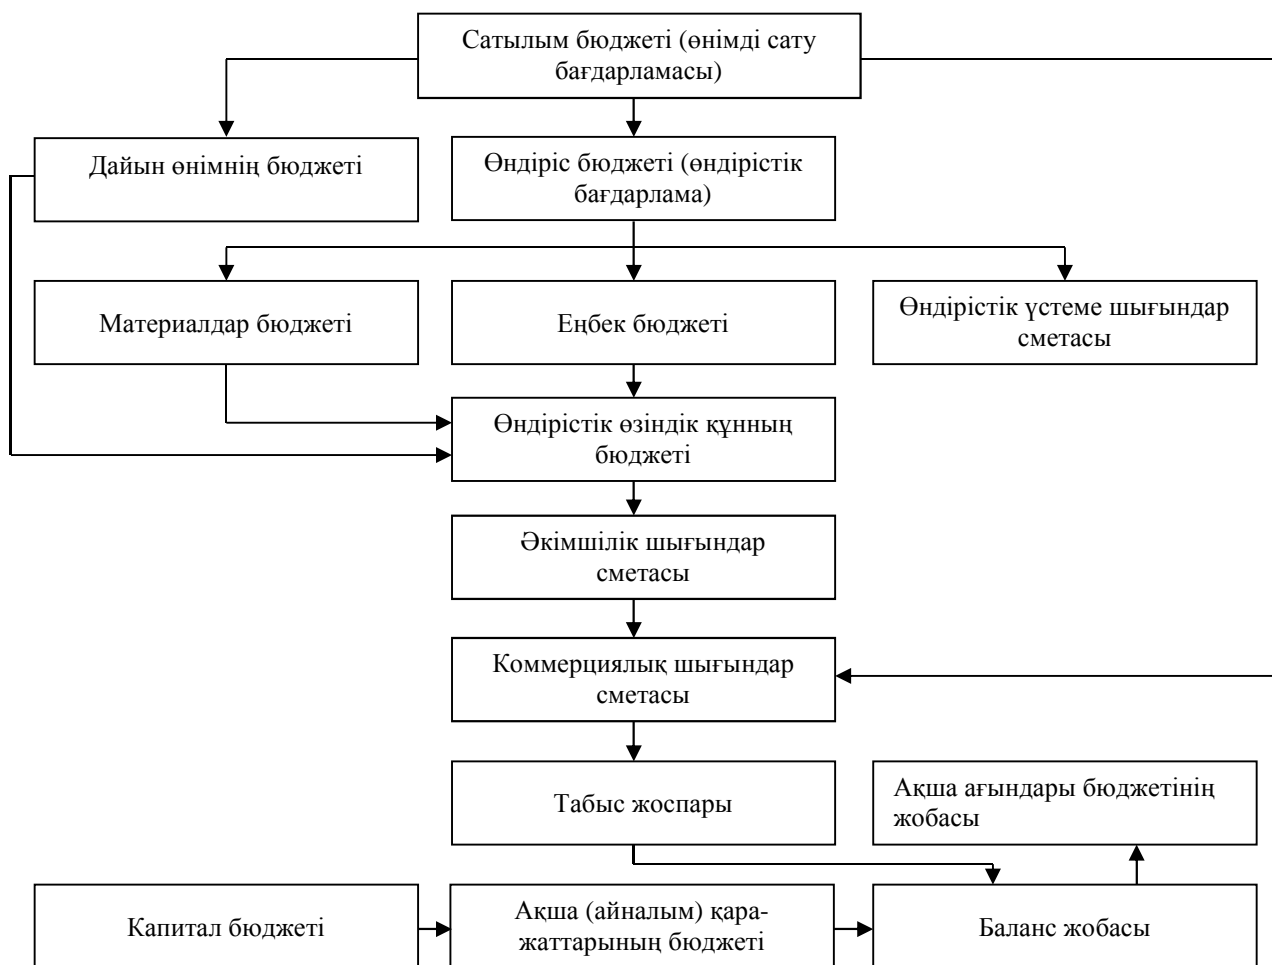 Сатылым бюджеті (өнімді сату
бағдарламасы)
Дайын өнімнің бюджеті
Өндіріс бюджеті (өндірістік
бағдарлама)
Материалдар бюджеті
Еңбек бюджеті
Өндірістік үстеме шығындар
сметасы
Өндірістік өзіндік құнның
бюджеті
Әкімшілік шығындар
сметасы
Коммерциялық шығындар
сметасы
Табыс жоспары
Ақша ағындары бюджетінің
жобасы
Капитал бюджеті
Ақша (айналым) қара-
жаттарының бюджеті
Баланс жобасы